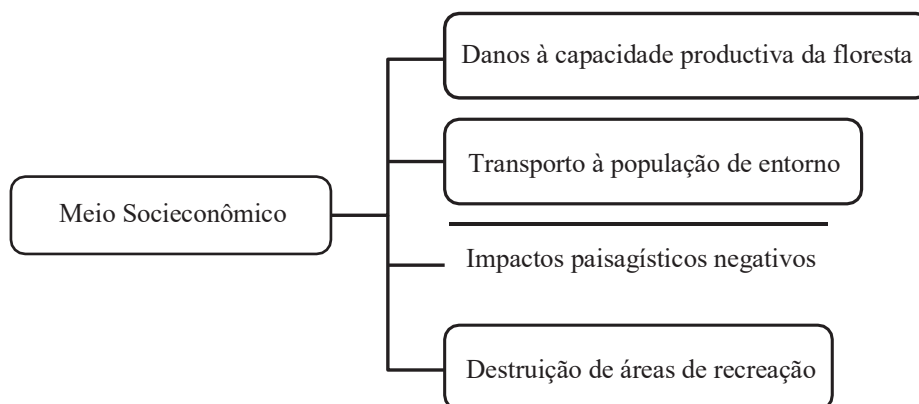 Danos à capacidade productiva da floresta
Transporto à população de entorno
Meio Socieconômico
Impactos paisagísticos negativos
Destruição de áreas de recreação